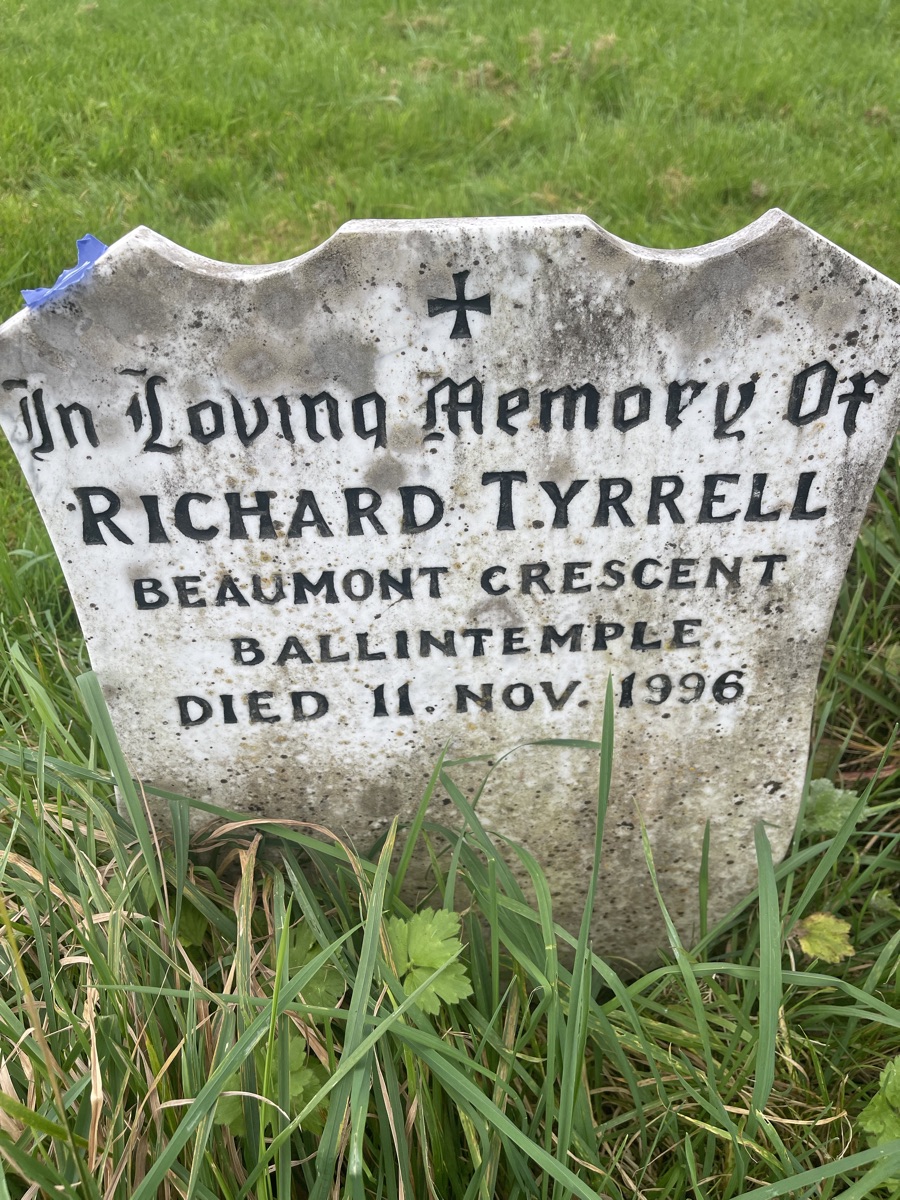 In Loving Memory Of
RICHARD TYRRELL
BEAUMONT CRESCENT
BALLINTEMPLE
DIED 11. NOV. 1996